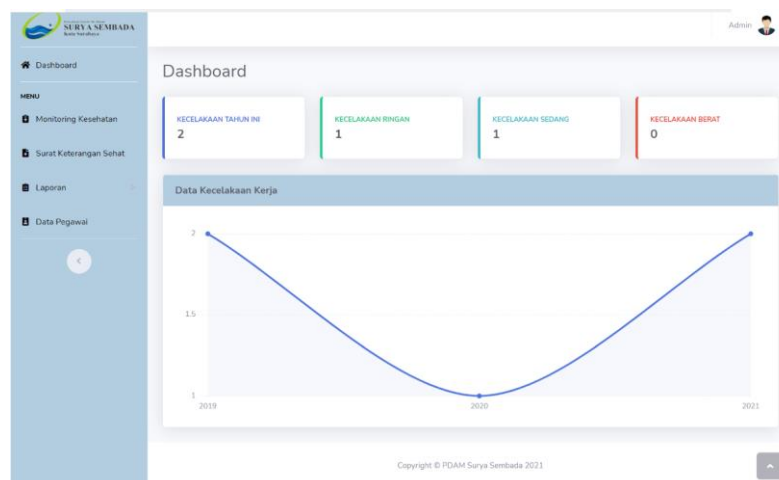 SURYA SEMBADA
Kota Surabaya
Admin
Dashboard
MENU
Monitoring Kesehatan
Surat Keterangan Sehat
Laporan
Data Pegawai
Dashboard
KECELAKAAN TAHUN INI
2
KECELAKAAN RINGAN
1
KECELAKAAN SEDANG
1
KECELAKAAN BERAT
0
Data Kecelakaan Kerja
2
1.5
1
2019
2020
2021
Copyright © PDAM Surya Sembada 2021